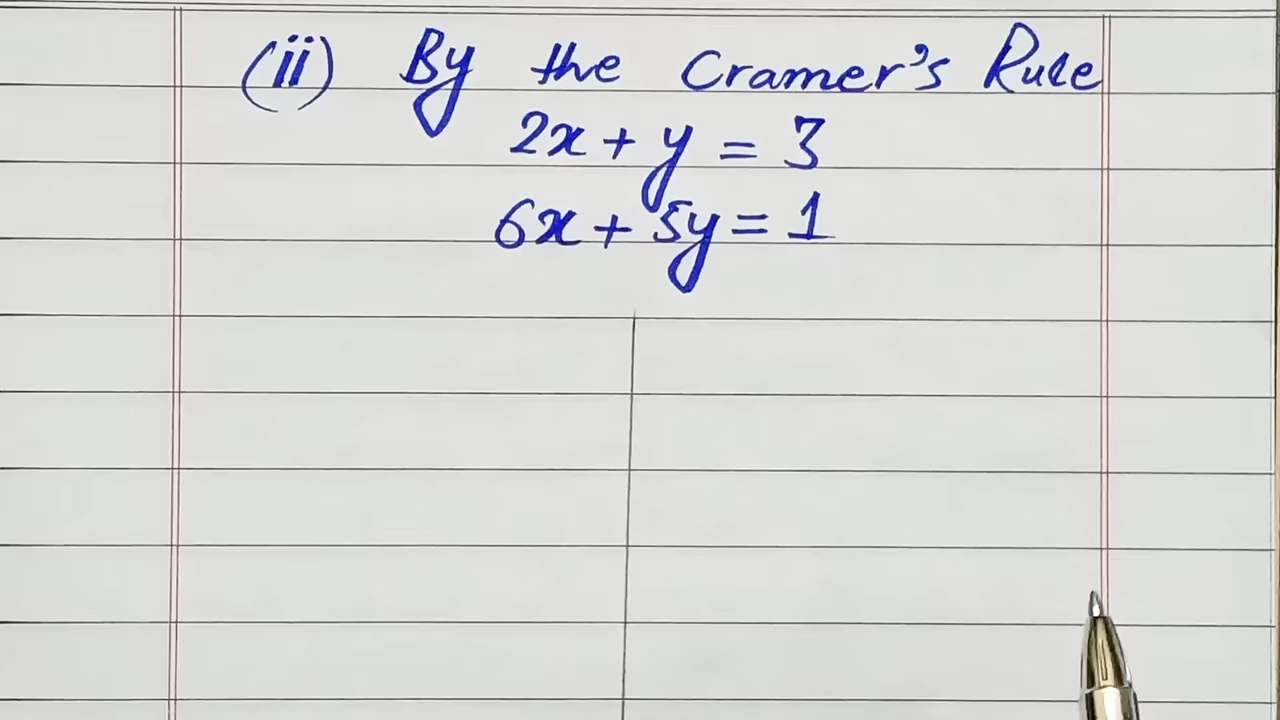 (ii) By the Cramer's Rule
2x + y = 3
6x + 5y = 1